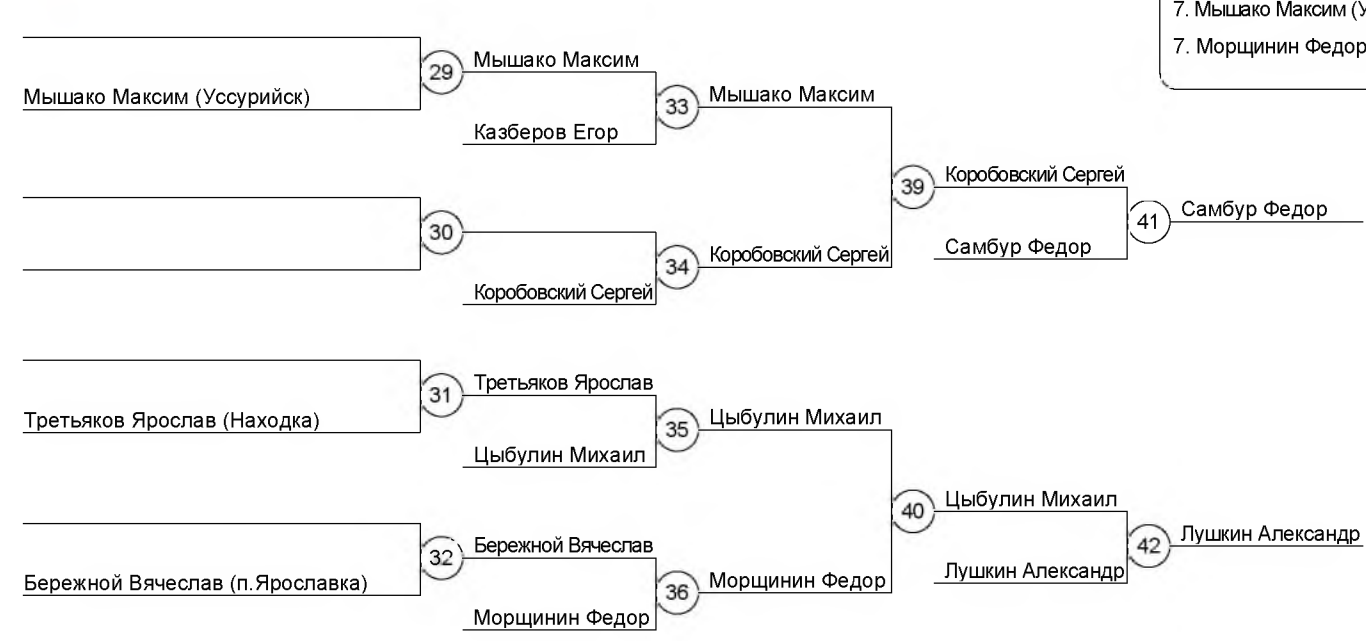 7. Мышако Максим (У
7. Морщинин Федор
29
Мышако Максим
Мышако Максим (Уссурийск)
33
Мышако Максим
Казберов Егор
39
Коробовский Сергей
30
41
Самбур Федор
34
Коробовский Сергей
Самбур Федор
Коробовский Сергей
31
Третьяков Ярослав
Третьяков Ярослав (Находка)
35
Цыбулин Михаил
Цыбулин Михаил
40
Цыбулин Михаил
32
Бережной Вячеслав
42
Лушкин Александр
Бережной Вячеслав (п.Ярославка)
36
Морщинин Федор
Лушкин Александр
Морщинин Федор